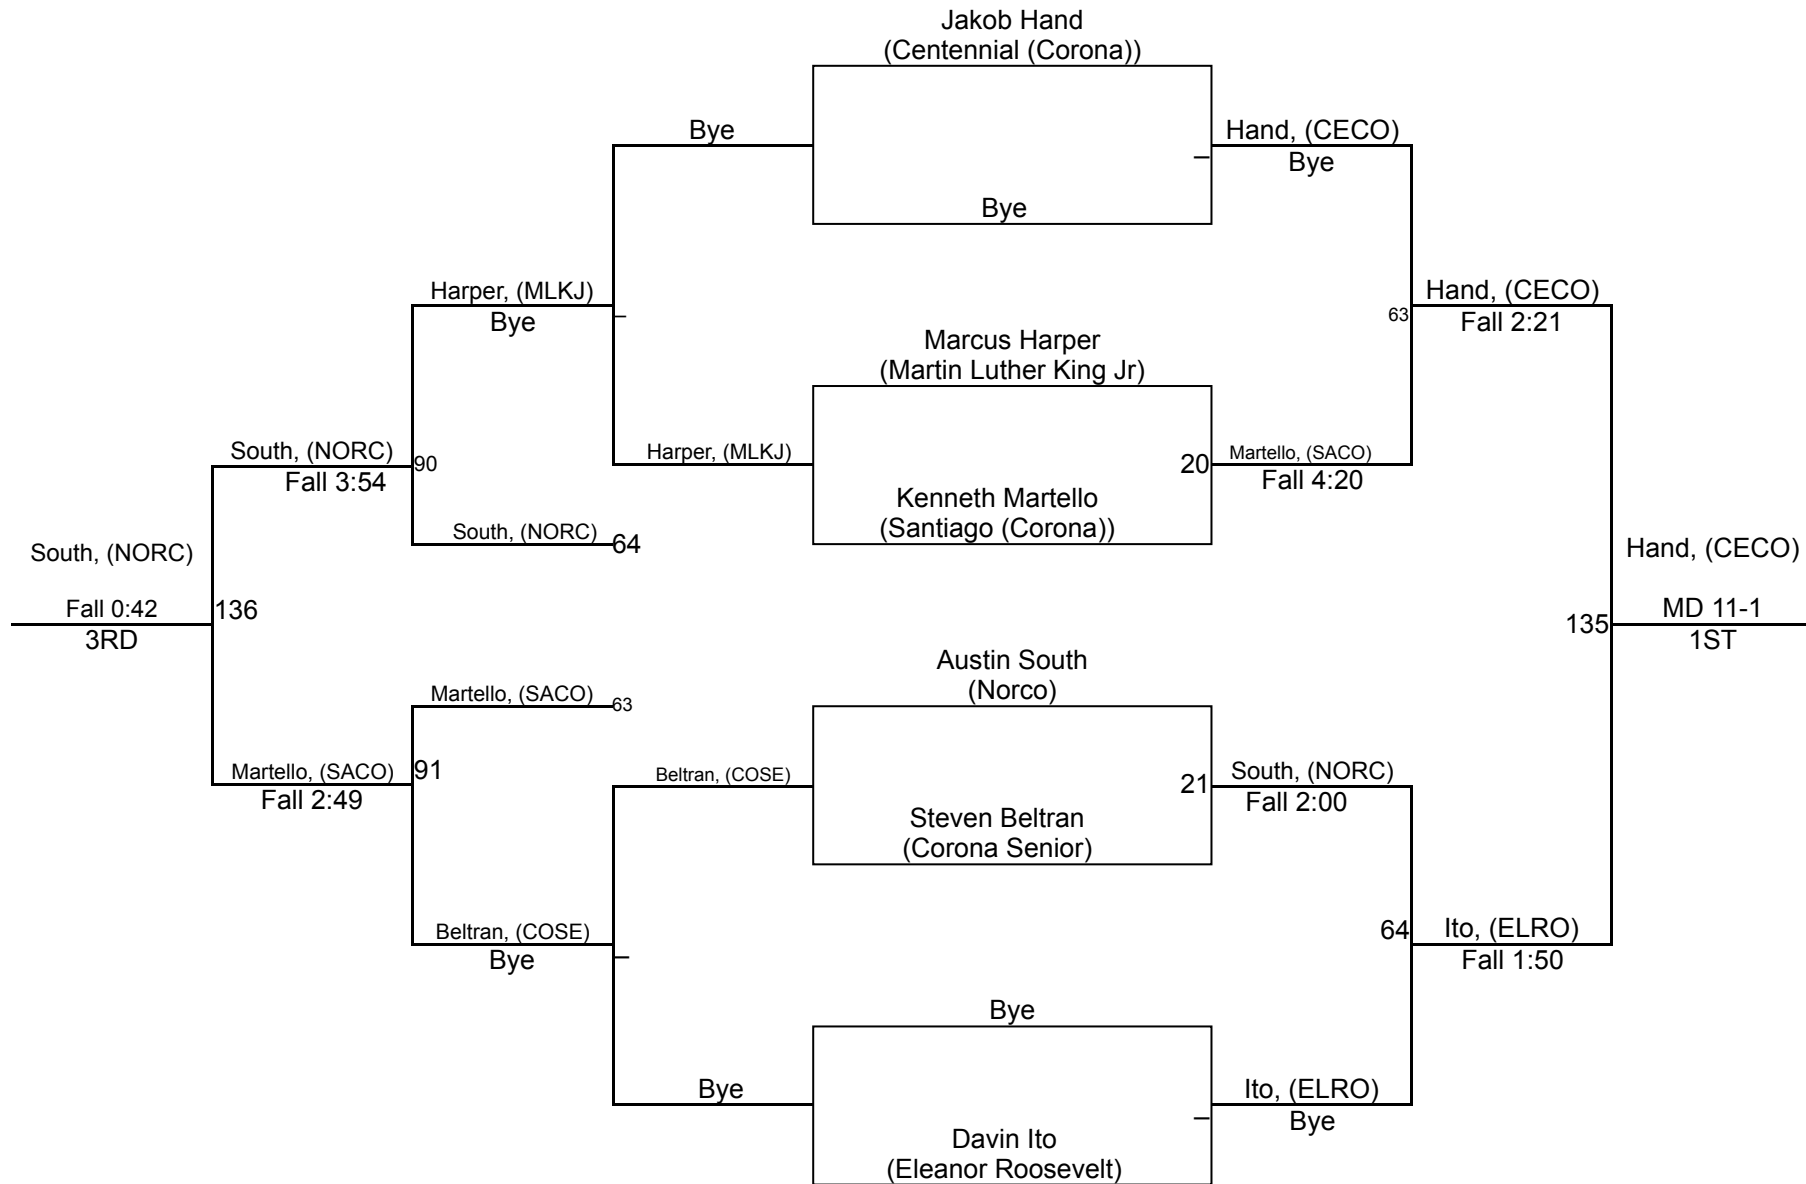 Jakob Hand
(Centennial (Corona))
Bye
Hand, (CECO)
Bye
Bye
Harper, (MLKJ)
Bye
Hand, (CECO)
63
Fall 2:21
Marcus Harper
(Martin Luther King Jr)
South, (NORC)
90
Fall 3:54
Harper, (MLKJ)
20
Martello, (SACO)
Fall 4:20
Kenneth Martello
(Santiago (Corona))
South, (NORC)
64
South, (NORC)
Hand, (CECO)
Fall 0:42
136
3RD
135
MD 11-1
1ST
Austin South
(Norco)
Martello, (SACO)
63
Martello, (SACO)
91
Fall 2:49
Beltran, (COSE)
21
South, (NORC)
Fall 2:00
Steven Beltran
(Corona Senior)
Beltran, (COSE)
Bye
64
Ito, (ELRO)
Fall 1:50
Bye
Bye
Ito, (ELRO)
Bye
Davin Ito
(Eleanor Roosevelt)